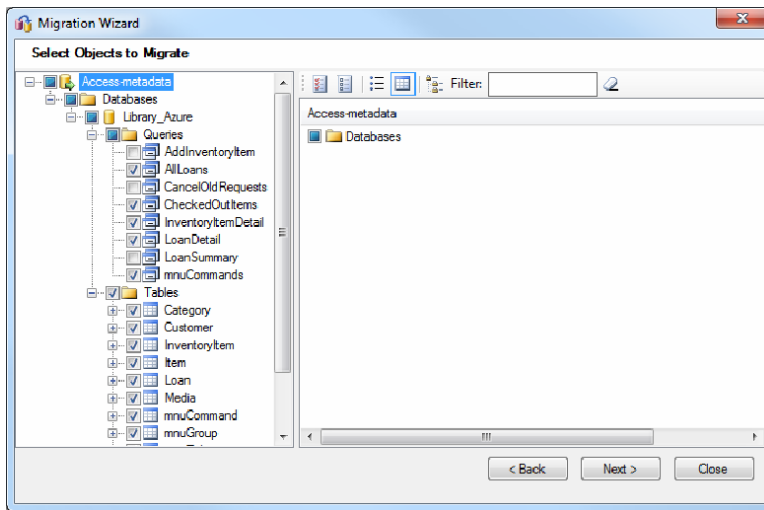 Migration Wizard
Select Objects to Migrate
Access-metadata
Databases
Library_Azure
Queries
AddInventoryItem
AllLoans
CancelOldRequests
CheckedOutItems
InventoryItemDetail
LoanDetail
LoanSummary
mnuCommands
Tables
Category
Customer
InventoryItem
Item
Loan
Media
mnuCommand
mnuGroup
Filter:
Access-metadata
Databases
< Back
Next >
Close